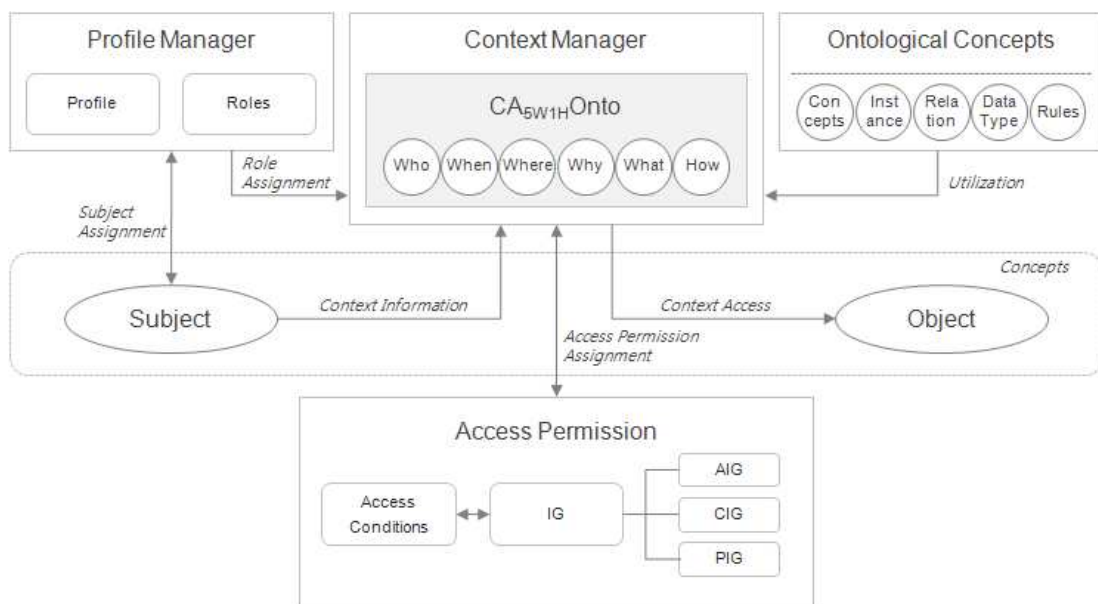 Profile Manager
Profile
Roles
Context Manager
CA5W1HOnto
Who
When
Where
Why
What
How
Ontological Concepts
Con
cepts
Inst
ance
Rela
tion
Data
Type
Rules
Role
Assignment
Utilization
Subject
Assignment
Concepts
Subject
Context Information
Context Access
Object
Access Permission
Assignment
Access Permission
Access
Conditions
IG
AIG
CIG
PIG